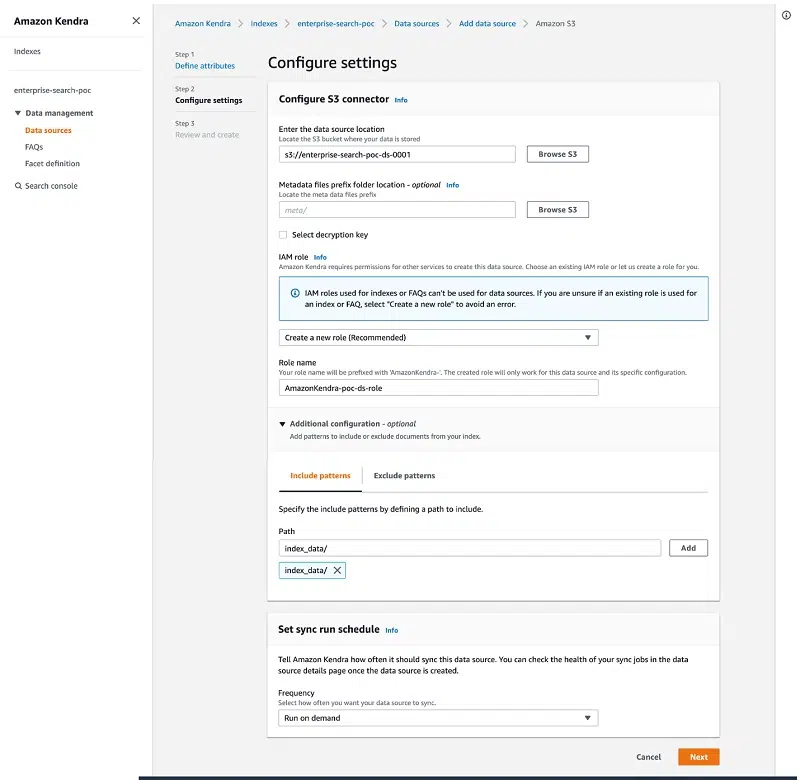 Amazon Kendra
Indexes
enterprise-search-poc
Data management
Data sources
FAQs
Facet definition
Search console
Amazon Kendra > Indexes > enterprise-search-poc > Data sources > Add data source > Amazon S3
Step 1
Define attributes
Step 2
Configure settings
Step 3
Review and create
Configure settings
Configure S3 connector Info
Enter the data source location
Locate the S3 bucket where your data is stored
s3://enterprise-search-poc-ds-0001
Browse S3
Metadata files prefix folder location - optional Info
Locate the meta data files prefix
meta/
Browse S3
Select decryption key
IAM role Info
Amazon Kendra requires permissions for other services to create this data source. Choose an existing IAM role or let us create a role for you.
IAM roles used for indexes or FAQs can't be used for data sources. If you are unsure if an existing role is used for
an index or FAQ, select "Create a new role" to avoid an error.
Create a new role (Recommended)
Role name
Your role name will be prefixed with 'AmazonKendra-'. The created role will only work for this data source and its specific configuration.
AmazonKendra-poc-ds-role
Additional configuration - optional
Add patterns to include or exclude documents from your index.
Include patterns
Exclude patterns
Specify the include patterns by defining a path to include.
Path
index_data/
Add
index_data/
Set sync run schedule Info
Tell Amazon Kendra how often it should sync this data source. You can check the health of your sync jobs in the data
source details page once the data source is created.
Frequency
Select how often you want your data source to sync.
Run on demand
Cancel
Next